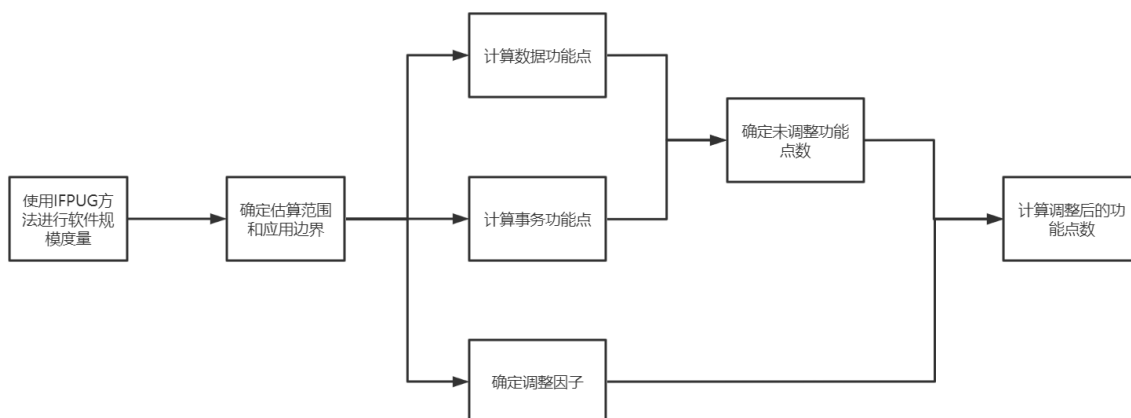 使用IFPUG方
法进行软件规
模度量
确定估算范围
和应用边界
计算数据功能点
计算事务功能点
确定调整因子
确定未调整功能
点数
计算调整后的功
能点数